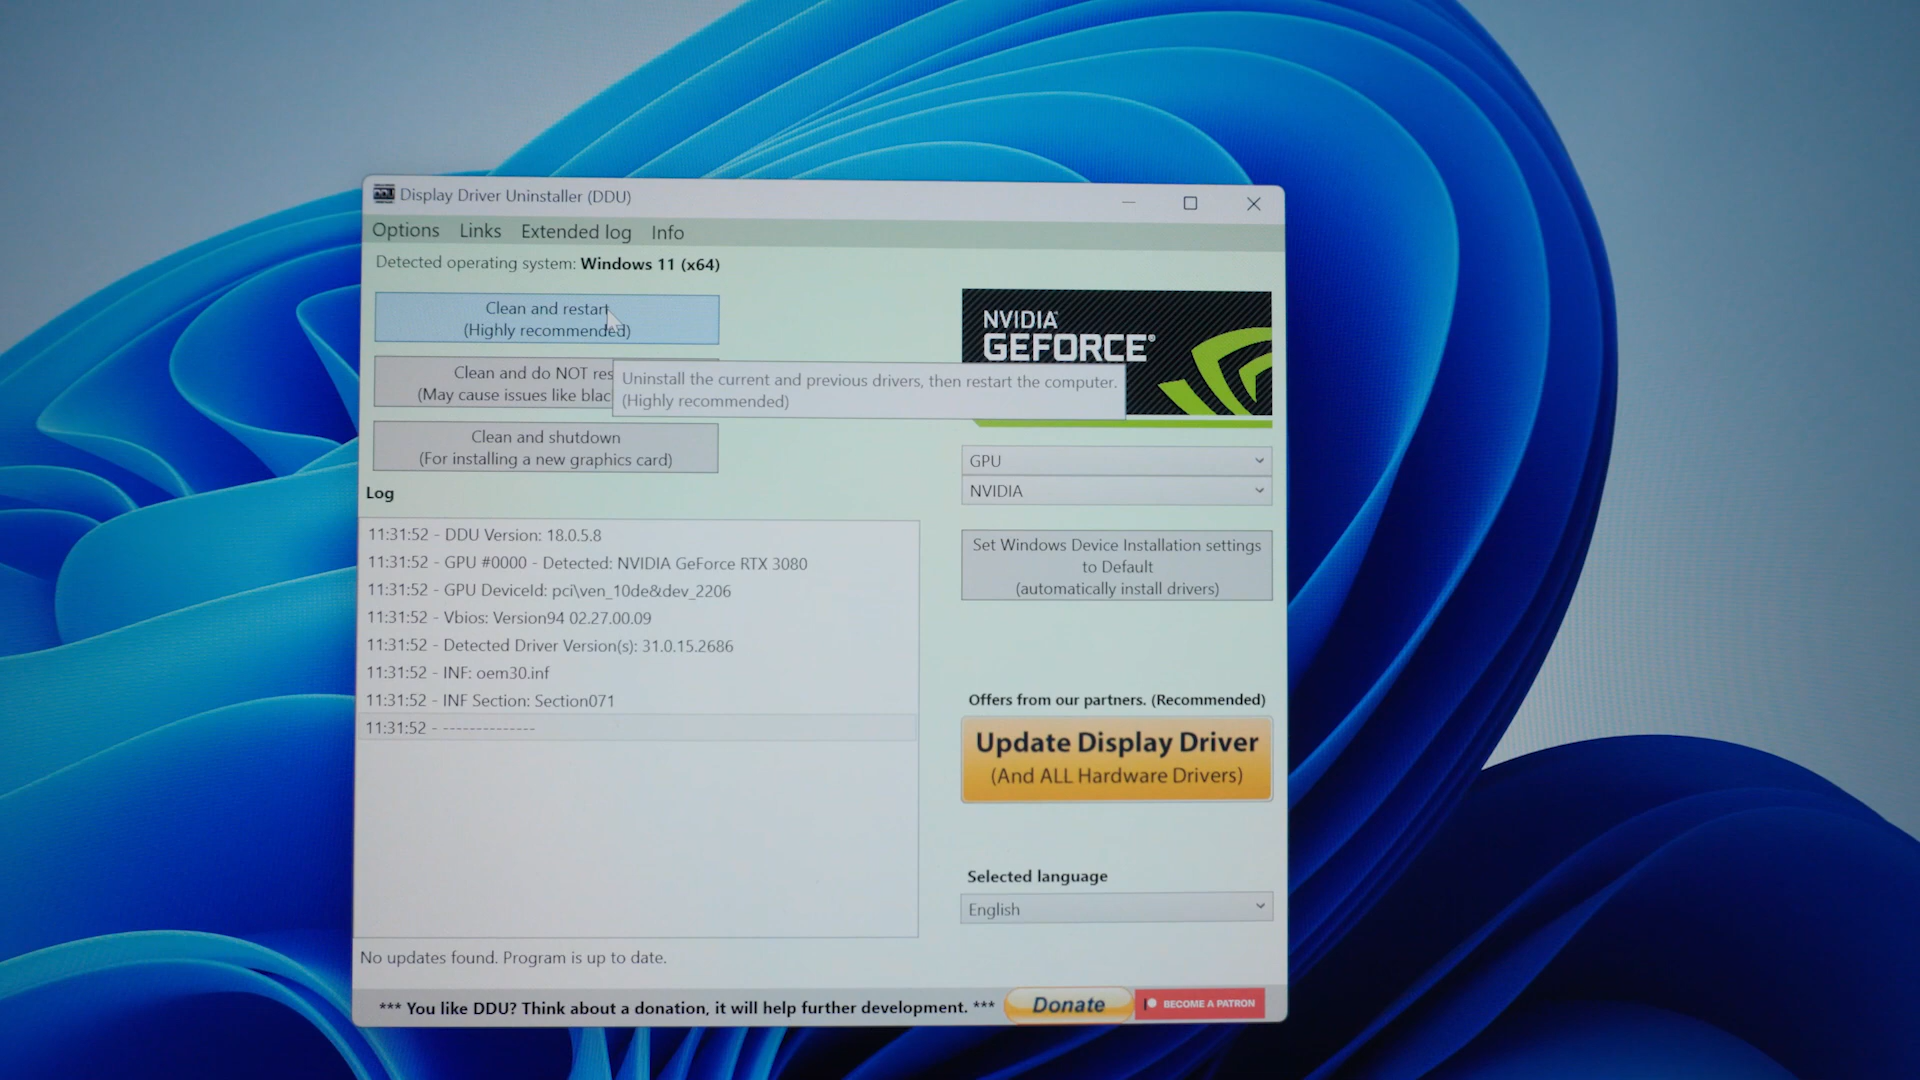 Display Driver Uninstaller (DDU)
Options Links Extended log Info
Detected operating system: Windows 11 (x64)
Clean and restart
(Highly recommended)
Clean and do NOT res
(May cause issues like blac
Uninstall the current and previous drivers, then restart the computer.
(Highly recommended)
Clean and shutdown
(For installing a new graphics card)
NVIDIA
GEFORCE®
GPU
NVIDIA
Set Windows Device Installation settings
to Default
(automatically install drivers)
Log
11:31:52 - DDU Version: 18.0.5.8
11:31:52 - GPU #0000 - Detected: NVIDIA GeForce RTX 3080
11:31:52 - GPU DeviceId: pci\ven_10de&dev_2206
11:31:52 - Vbios: Version94 02.27.00.09
11:31:52 - Detected Driver Version(s): 31.0.15.2686
11:31:52 - INF: oem30.inf
11:31:52 - INF Section: Section071
11:31:52 - --------------
Offers from our partners. (Recommended)
Update Display Driver
(And ALL Hardware Drivers)
Selected language
English
No updates found. Program is up to date.
*** You like DDU? Think about a donation, it will help further development. ***
Donate
BECOME A PATRON